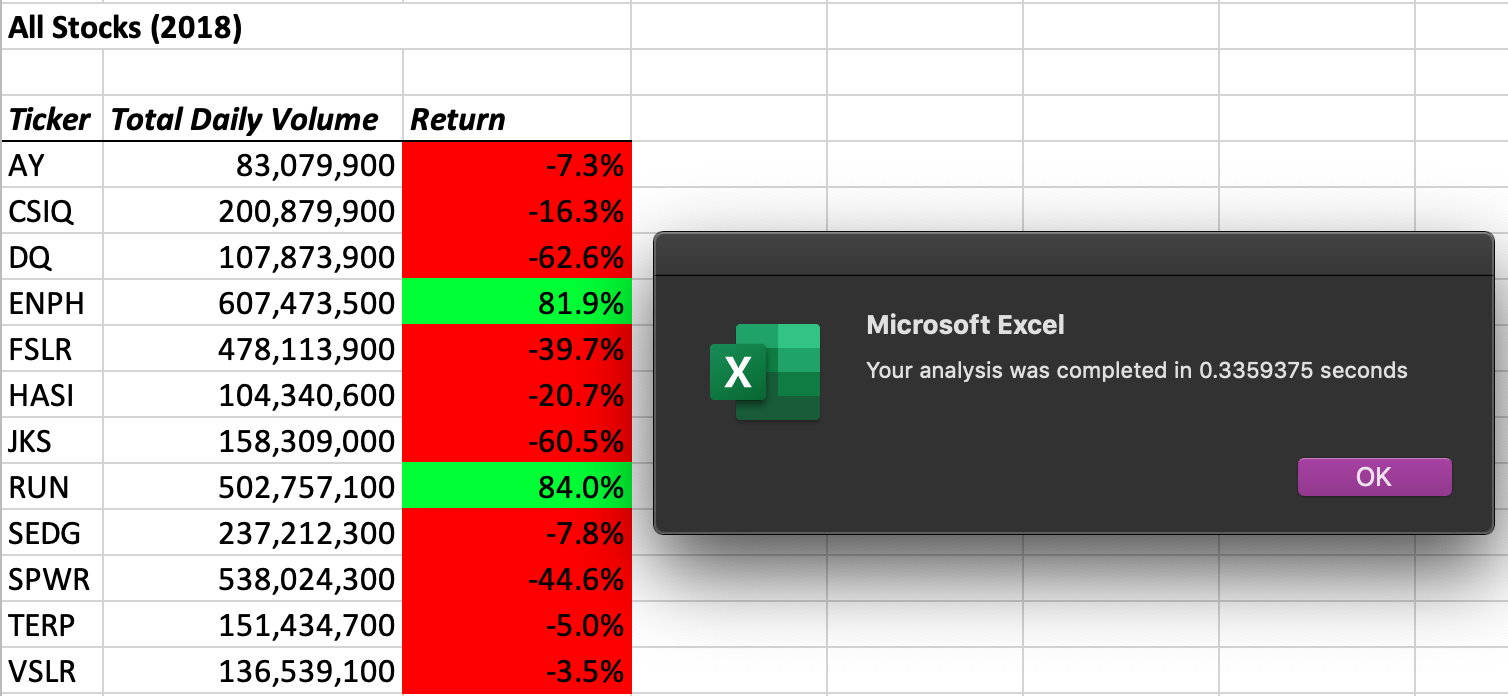 All Stocks (2018)
Ticker Total Daily Volume Return
AY 83,079,900 -7.3%
CSIQ 200,879,900 -16.3%
DQ 107,873,900 -62.6%
ENPH 607,473,500 81.9%
FSLR 478,113,900 -39.7%
HASI 104,340,600 -20.7%
JKS 158,309,000 -60.5%
RUN 502,757,100 84.0%
SEDG 237,212,300 -7.8%
SPWR 538,024,300 -44.6%
TERP 151,434,700 -5.0%
VSLR 136,539,100 -3.5%
Microsoft Excel
X
Your analysis was completed in 0.3359375 seconds
OK